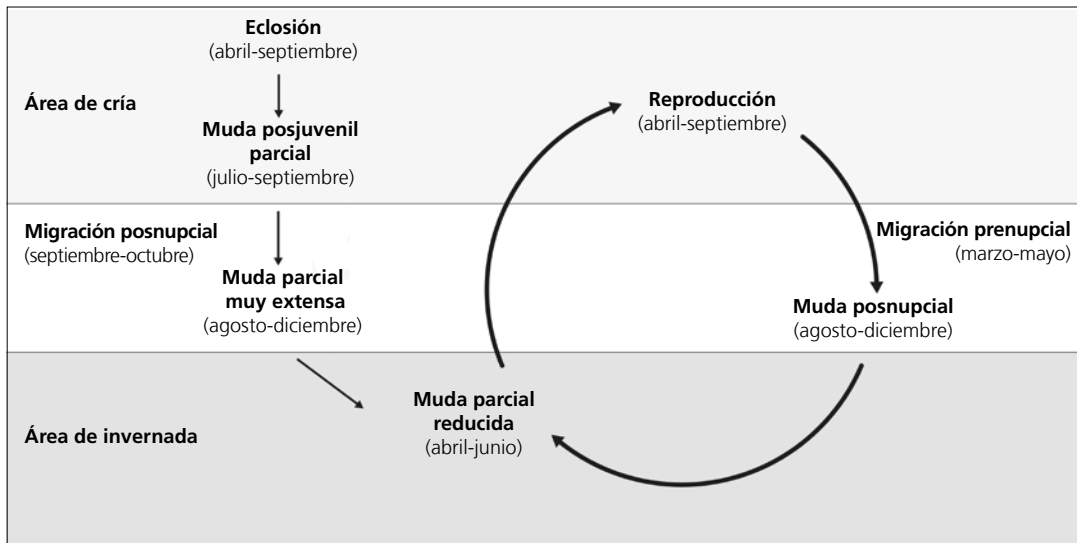 Eclosión
(abril-septiembre)
Área de cría
Muda posjuvenil
parcial
(julio-septiembre)
Reproducción
(abril-septiembre)
Migración posnupcial
(septiembre-octubre)
Muda parcial
muy extensa
(agosto-diciembre)
Migración prenupcial
(marzo-mayo)
Muda posnupcial
(agosto-diciembre)
Área de invernada
Muda parcial
reducida
(abril-junio)